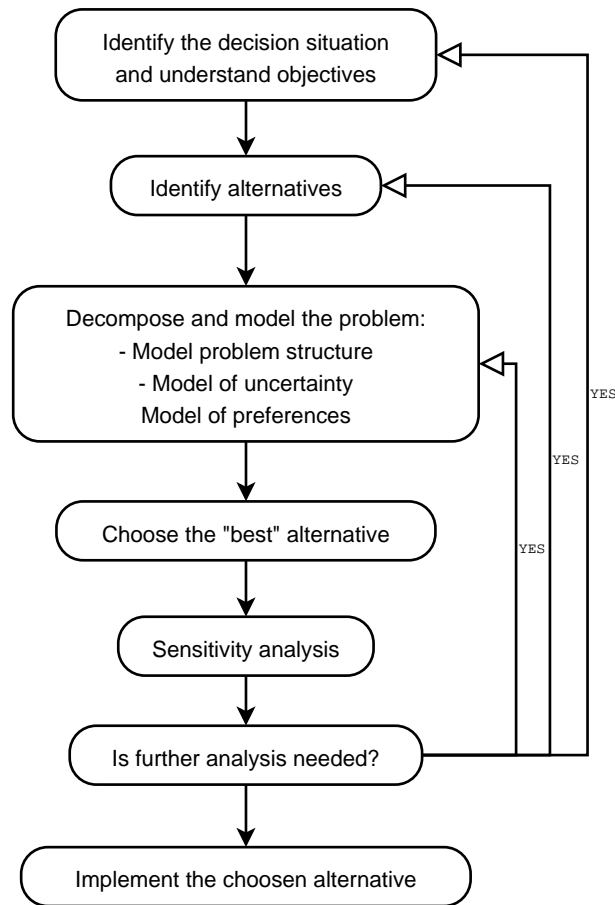 Identify the decision situation
and understand objectives
Identify alternatives
Decompose and model the problem:
- Model problem structure
- Model of uncertainty
Model of preferences
YES
YES
YES
Choose the "best" alternative
Sensitivity analysis
Is further analysis needed?
Implement the choosen alternative